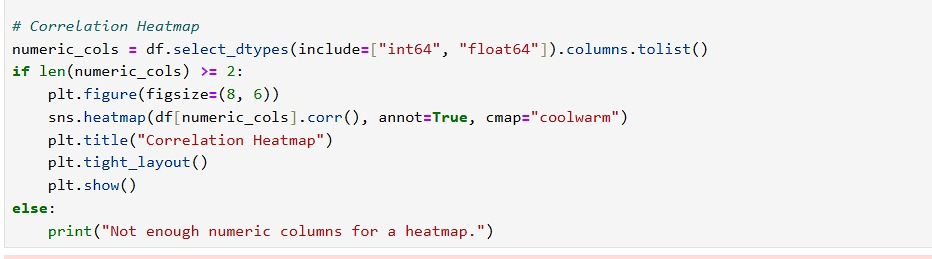 # Correlation Heatmap
numeric_cols = df.select_dtypes(include=["int64", "float64"]).columns.tolist()
if len(numeric_cols) >= 2:
    plt.figure(figsize=(8, 6))
    sns.heatmap(df[numeric_cols].corr(), annot=True, cmap="coolwarm")
    plt.title("Correlation Heatmap")
    plt.tight_layout()
    plt.show()
else:
    print("Not enough numeric columns for a heatmap.")